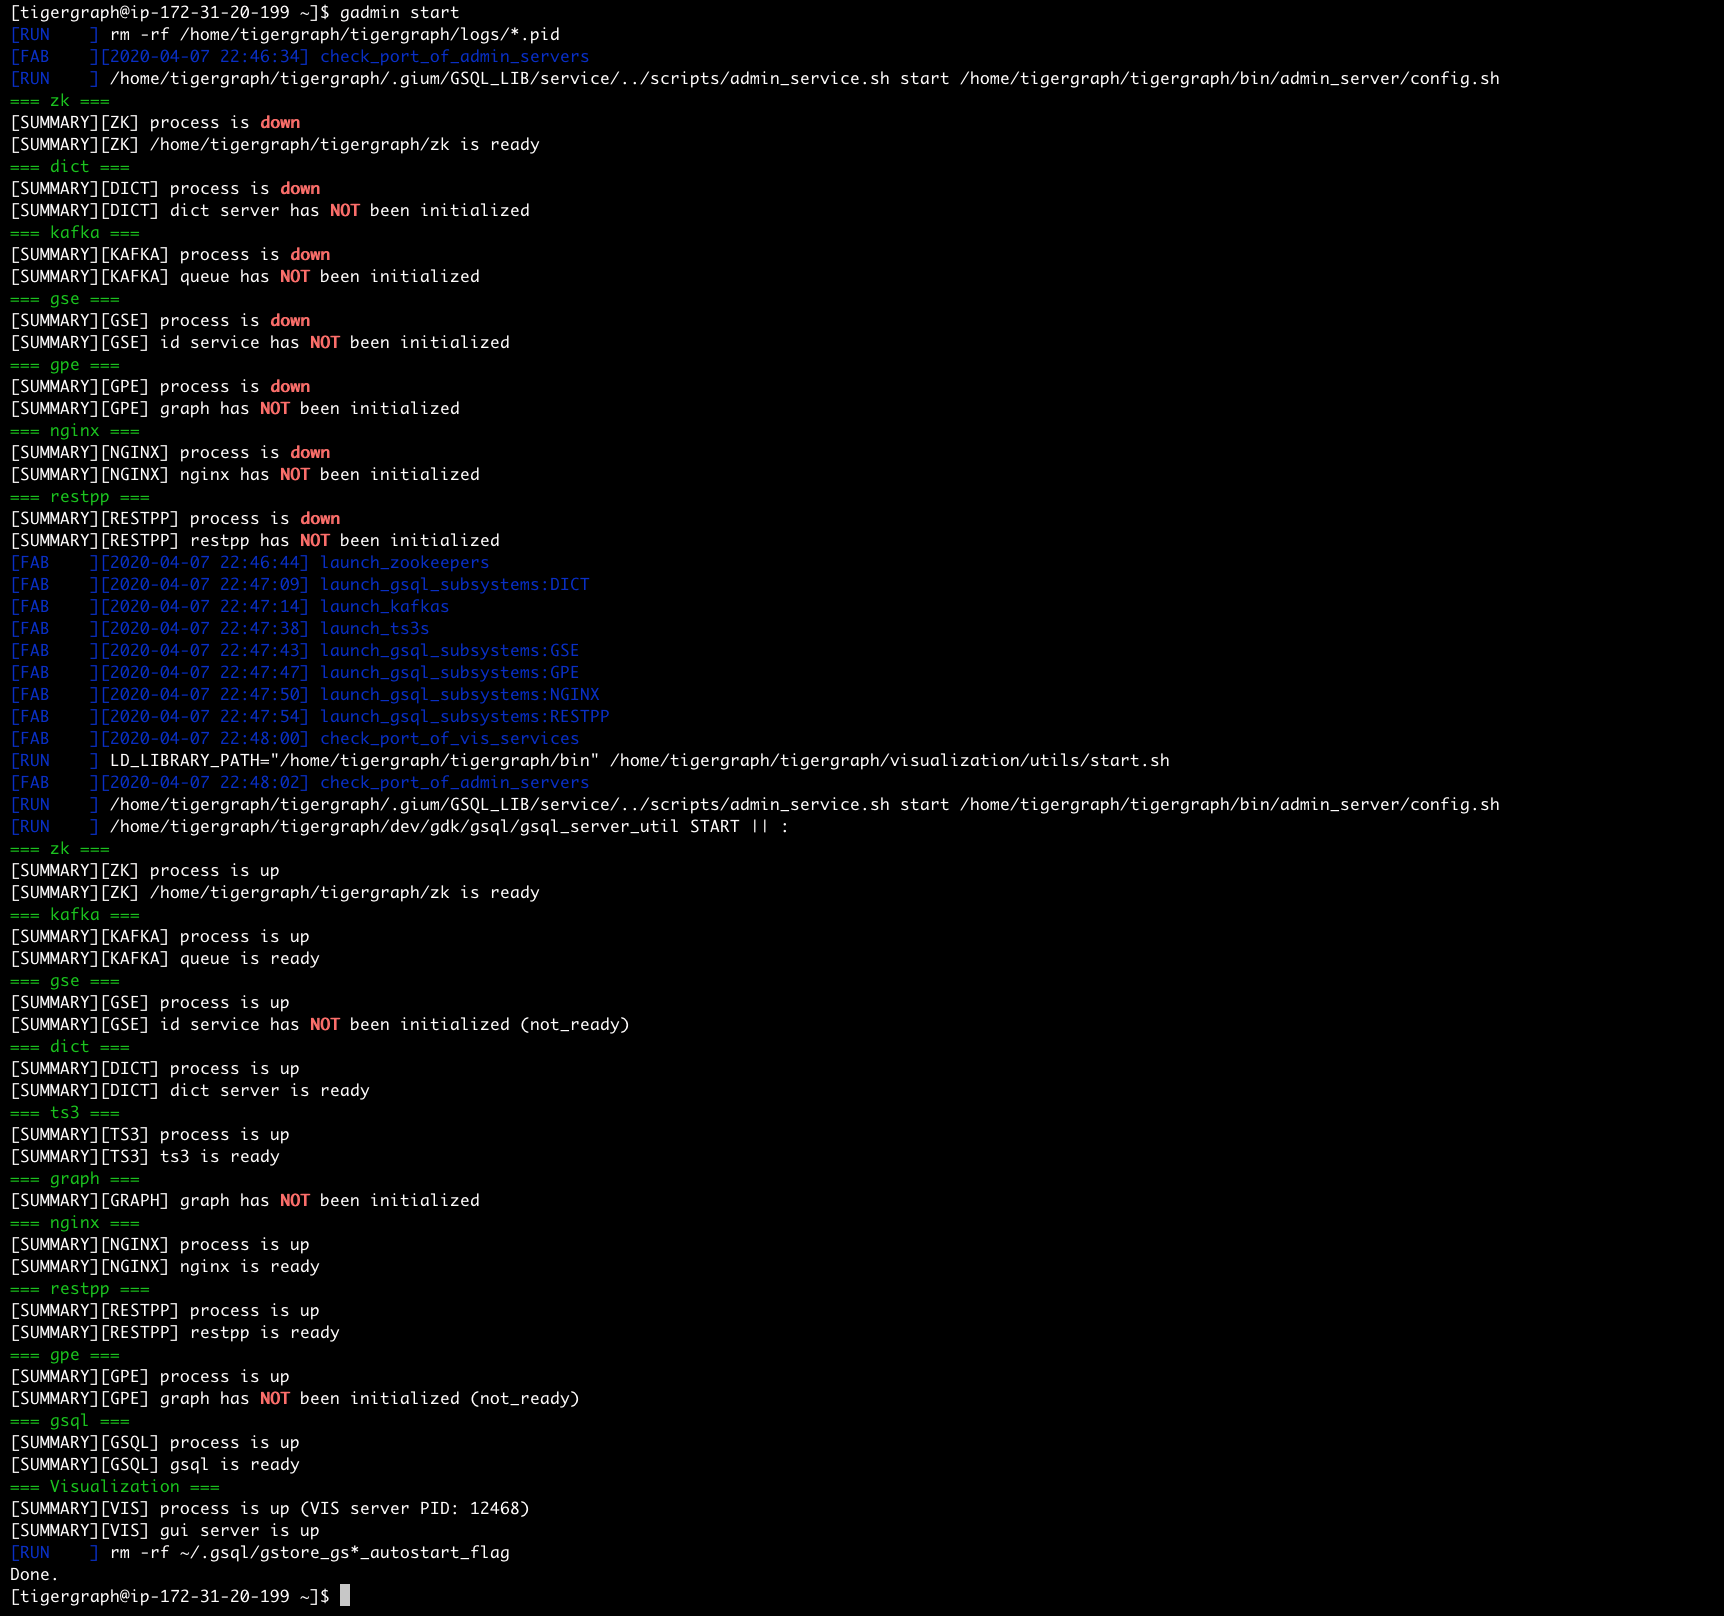 [tigergraph@ip-172-31-20-199 ~]$ gadmin start
[RUN    ] rm -rf /home/tigergraph/tigergraph/logs/*.pid
[FAB    ][2020-04-07 22:46:34] check_port_of_admin_servers
[RUN    ] /home/tigergraph/tigergraph/.gium/GSQL_LIB/service/../scripts/admin_service.sh start /home/tigergraph/tigergraph/bin/admin_server/config.sh
=== zk ===
[SUMMARY][ZK] process is down
[SUMMARY][ZK] /home/tigergraph/tigergraph/zk is ready
=== dict ===
[SUMMARY][DICT] process is down
[SUMMARY][DICT] dict server has NOT been initialized
=== kafka ===
[SUMMARY][KAFKA] process is down
[SUMMARY][KAFKA] queue has NOT been initialized
=== gse ===
[SUMMARY][GSE] process is down
[SUMMARY][GSE] id service has NOT been initialized
=== gpe ===
[SUMMARY][GPE] process is down
[SUMMARY][GPE] graph has NOT been initialized
=== nginx ===
[SUMMARY][NGINX] process is down
[SUMMARY][NGINX] nginx has NOT been initialized
=== restpp ===
[SUMMARY][RESTPP] process is down
[SUMMARY][RESTPP] restpp has NOT been initialized
[FAB    ][2020-04-07 22:46:44] launch_zookeepers
[FAB    ][2020-04-07 22:47:09] launch_gsql_subsystems:DICT
[FAB    ][2020-04-07 22:47:14] launch_kafkas
[FAB    ][2020-04-07 22:47:38] launch_ts3s
[FAB    ][2020-04-07 22:47:43] launch_gsql_subsystems:GSE
[FAB    ][2020-04-07 22:47:47] launch_gsql_subsystems:GPE
[FAB    ][2020-04-07 22:47:50] launch_gsql_subsystems:NGINX
[FAB    ][2020-04-07 22:47:54] launch_gsql_subsystems:RESTPP
[FAB    ][2020-04-07 22:48:00] check_port_of_vis_services
[RUN    ] LD_LIBRARY_PATH="/home/tigergraph/tigergraph/bin" /home/tigergraph/tigergraph/visualization/utils/start.sh
[FAB    ][2020-04-07 22:48:02] check_port_of_admin_servers
[RUN    ] /home/tigergraph/tigergraph/.gium/GSQL_LIB/service/../scripts/admin_service.sh start /home/tigergraph/tigergraph/bin/admin_server/config.sh
[RUN    ] /home/tigergraph/tigergraph/dev/gdk/gsql/gsql_server_util START || :
=== zk ===
[SUMMARY][ZK] process is up
[SUMMARY][ZK] /home/tigergraph/tigergraph/zk is ready
=== kafka ===
[SUMMARY][KAFKA] process is up
[SUMMARY][KAFKA] queue is ready
=== gse ===
[SUMMARY][GSE] process is up
[SUMMARY][GSE] id service has NOT been initialized (not_ready)
=== dict ===
[SUMMARY][DICT] process is up
[SUMMARY][DICT] dict server is ready
=== ts3 ===
[SUMMARY][TS3] process is up
[SUMMARY][TS3] ts3 is ready
=== graph ===
[SUMMARY][GRAPH] graph has NOT been initialized
=== nginx ===
[SUMMARY][NGINX] process is up
[SUMMARY][NGINX] nginx is ready
=== restpp ===
[SUMMARY][RESTPP] process is up
[SUMMARY][RESTPP] restpp is ready
=== gpe ===
[SUMMARY][GPE] process is up
[SUMMARY][GPE] graph has NOT been initialized (not_ready)
=== gsql ===
[SUMMARY][GSQL] process is up
[SUMMARY][GSQL] gsql is ready
=== Visualization ===
[SUMMARY][VIS] process is up (VIS server PID: 12468)
[SUMMARY][VIS] gui server is up
[RUN    ] rm -rf ~/.gsql/gstore_gs*_autostart_flag
Done.
[tigergraph@ip-172-31-20-199 ~]$